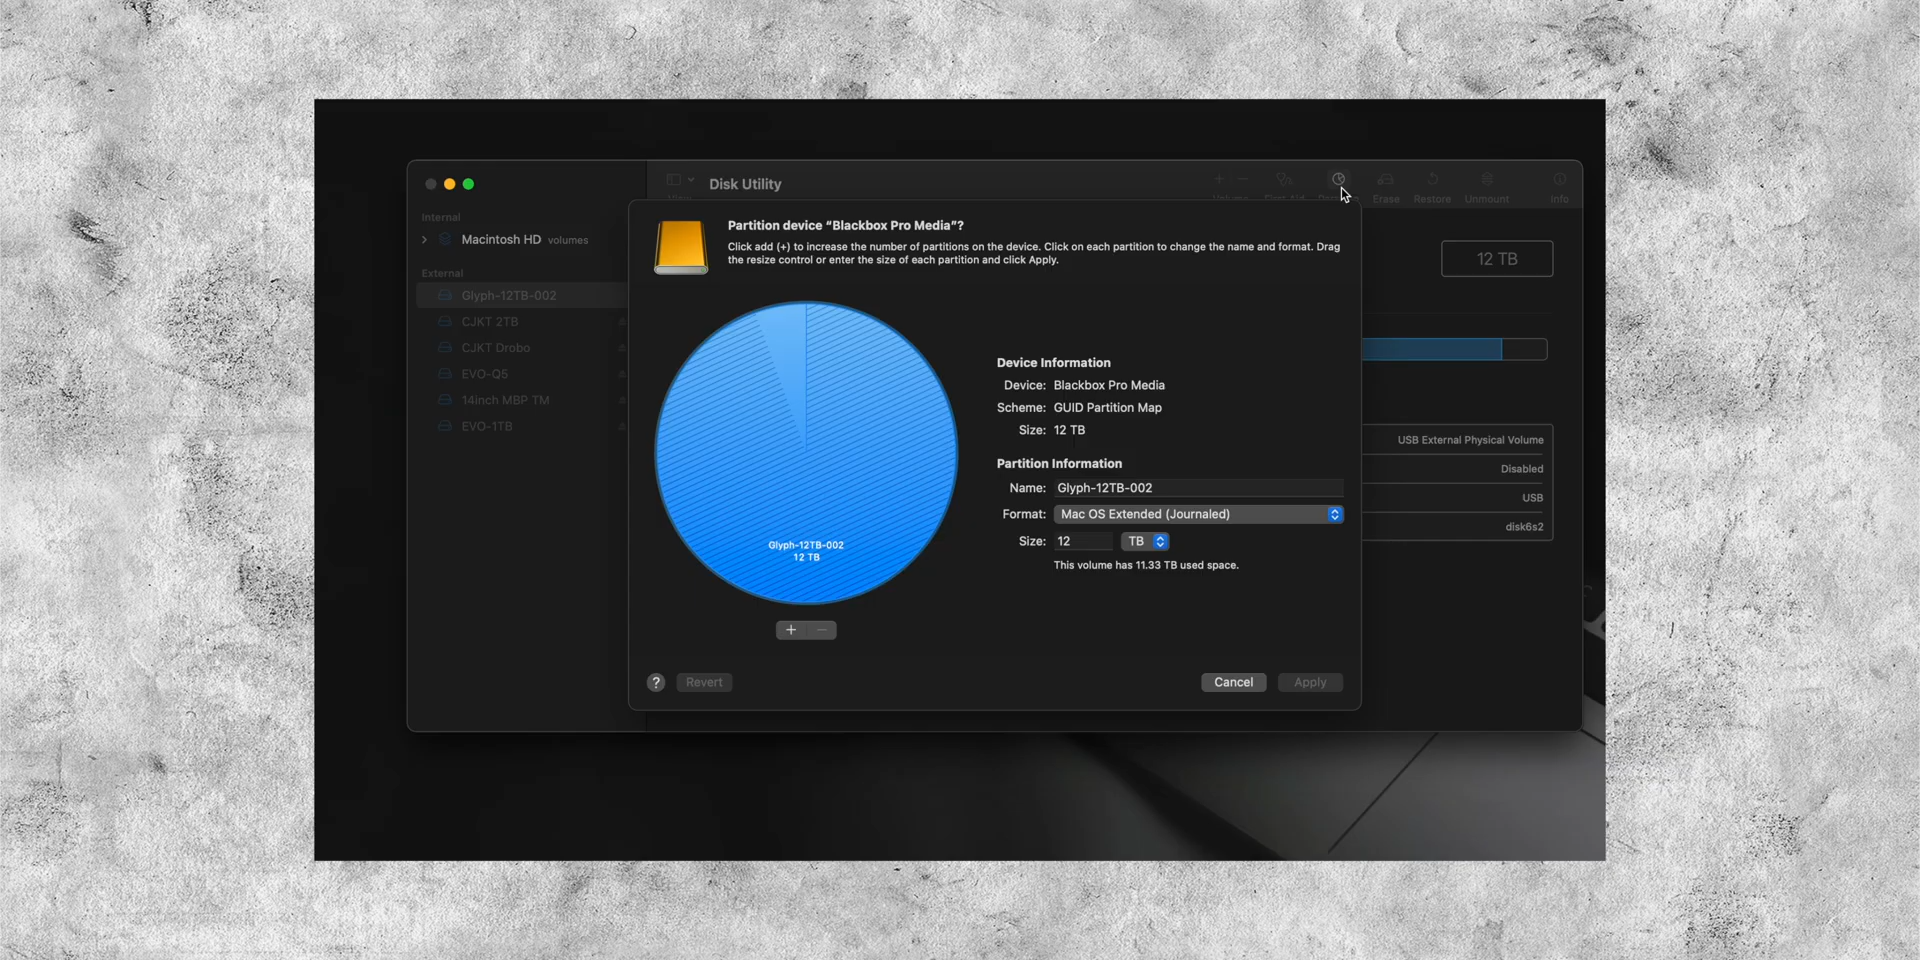 Disk Utility
Erase
Restore
Unmount
Info
Internal
Macintosh HD volumes
External
Glyph-12TB-002
CJKT 2TB
CJKT Drobo
EVO-Q5
14inch MBP TM
EVO-1TB
Partition device “Blackbox Pro Media”?
Click add (+) to increase the number of partitions on the device. Click on each partition to change the name and format. Drag
the resize control or enter the size of each partition and click Apply.
12 TB
Glyph-12TB-002
12 TB
Device Information
Device: Blackbox Pro Media
Scheme: GUID Partition Map
Size: 12 TB
Partition Information
Name: Glyph-12TB-002
Format: Mac OS Extended (Journaled)
Size: 12 TB
This volume has 11.33 TB used space.
USB External Physical Volume
Disabled
USB
disk6s2
? Revert
Cancel
Apply